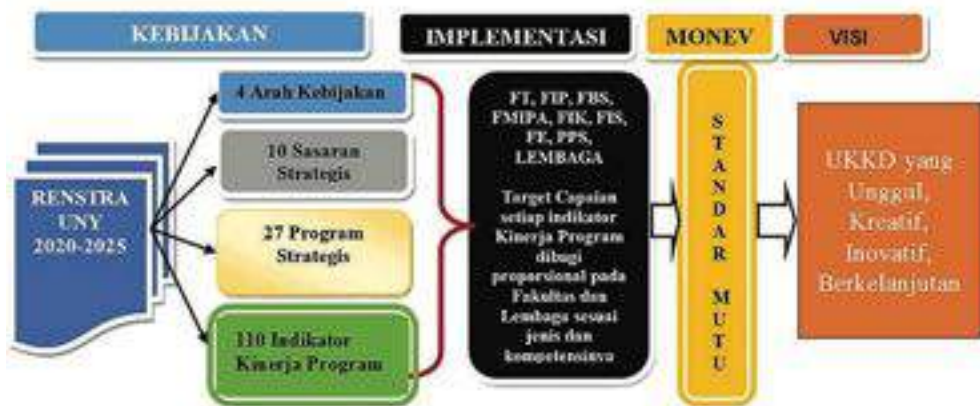 KEBIJAKAN
IMPLEMENTASI
MONEV
VISI
RENSTRA
UNY
2020-2025
4 Arah Kebijakan
10 Sasaran
Strategis
27 Program
Strategis
110 Indikator
Kinerja Program
FT, FIP, FBS,
FMIPA, FIK, FIS,
FE, PPS,
LEMBAGA
Target Capaian
setiap indikator
Kinerja Program
dibagi
proporsional pada
Fakultas dan
Lembaga sesuai
jenis dan
kompetensinya
STANDAR
MUTU
UKKD yang
Unggul,
Kreatif,
Inovatif,
Berkelanjutan